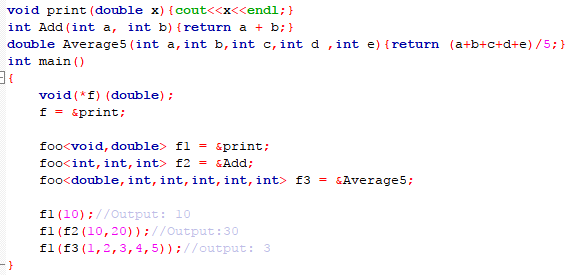 void print(double x){cout<<x<<endl;}
int Add(int a, int b){return a + b;}
double Average5(int a,int b,int c,int d ,int e){return (a+b+c+d+e)/5;}
int main()
{
    void(*f)(double);
    f = &print;

    foo<void,double> f1 = &print;
    foo<int,int,int> f2 = &Add;
    foo<double,int,int,int,int,int> f3 = &Average5;

    f1(10);//Output: 10
    f1(f2(10,20));//Output:30
    f1(f3(1,2,3,4,5));//output: 3
}